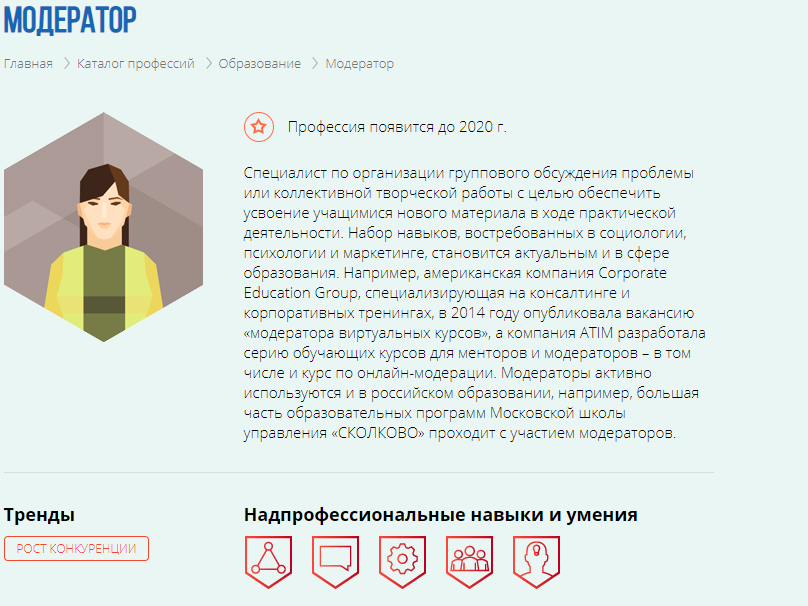 МОДЕРАТОР
Главная > Каталог профессий > Образование > Модератор
Профессия появится до 2020 г.
Специалист по организации группового обсуждения проблемы
или коллективной творческой работы с целью обеспечить
усвоение учащимися нового материала в ходе практической
деятельности. Набор навыков, востребованных в социологии,
психологии и маркетинге, становится актуальным и в сфере
образования. Например, американская компания Corporate
Education Group, специализирующая на консалтинге и
корпоративных тренингах, в 2014 году опубликовала вакансию
«модератора виртуальных курсов», а компания ATIM разработала
серию обучающих курсов для менторов и модераторов – в том
числе и курс по онлайн-модерации. Модераторы активно
используются и в российском образовании, например, большая
часть образовательных программ Московской школы
управления «СКОЛКОВО» проходит с участием модераторов.
Тренды
РОСТ КОНКУРЕНЦИИ
Надпрофессиональные навыки и умения